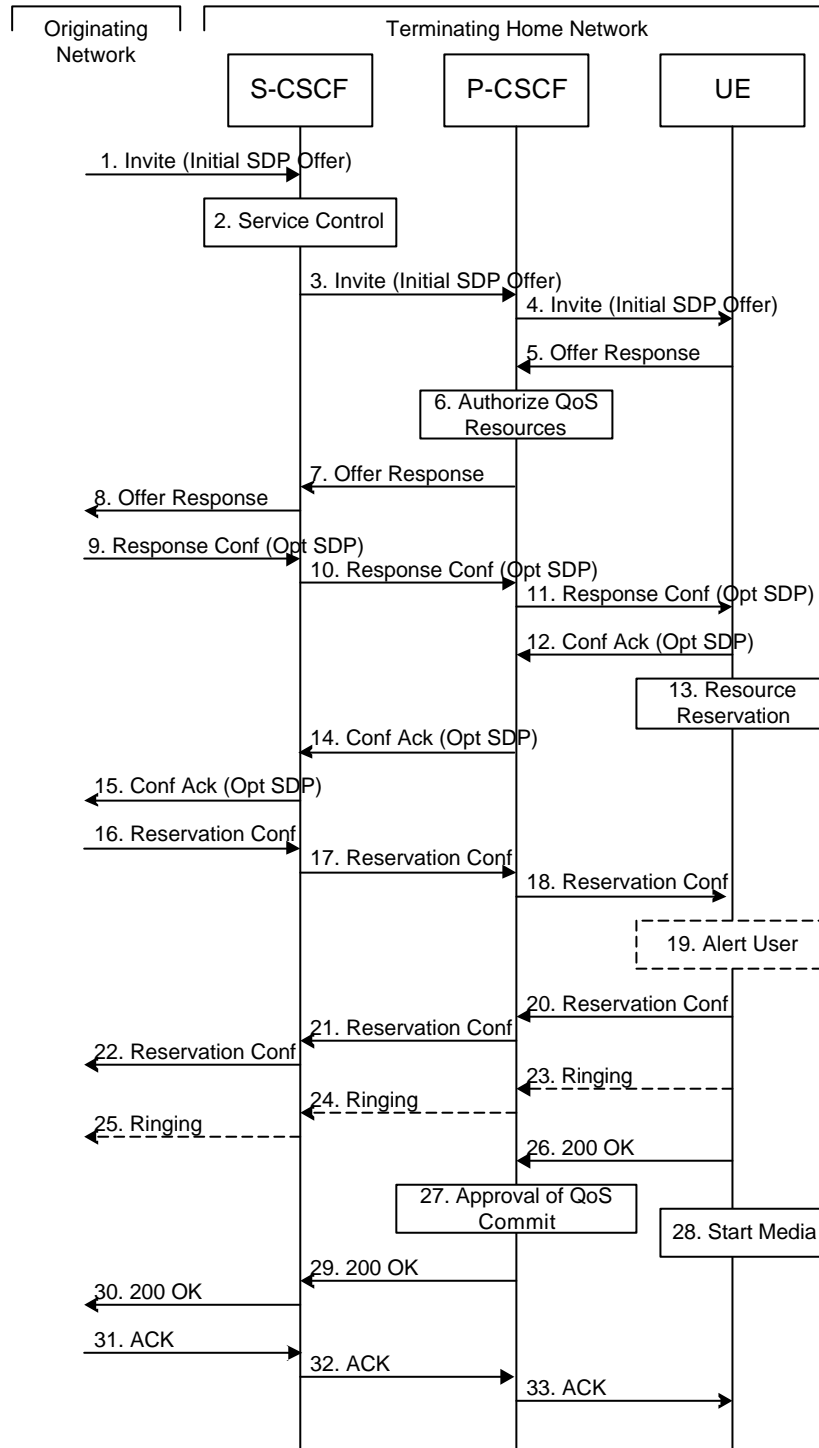 Originating
Network
Terminating Home Network
S-CSCF
P-CSCF
UE
1. Invite (Initial SDP Offer)
2. Service Control
3. Invite (Initial SDP Offer)
4. Invite (Initial SDP Offer)
5. Offer Response
6. Authorize QoS
Resources
7. Offer Response
8. Offer Response
9. Response Conf (Opt SDP)
10. Response Conf (Opt SDP)
11. Response Conf (Opt SDP)
12. Conf Ack (Opt SDP)
13. Resource
Reservation
14. Conf Ack (Opt SDP)
15. Conf Ack (Opt SDP)
16. Reservation Conf
17. Reservation Conf
18. Reservation Conf
19. Alert User
20. Reservation Conf
21. Reservation Conf
22. Reservation Conf
23. Ringing
24. Ringing
25. Ringing
26. 200 OK
27. Approval of QoS
Commit
28. Start Media
29. 200 OK
30. 200 OK
31. ACK
32. ACK
33. ACK